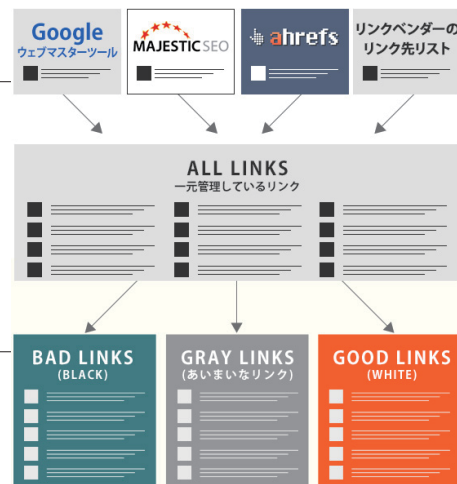 Google
ウェブマスターツール
MAJESTIC SEO
ahrefs
リンクベンダーの
リンク先リスト
ALL LINKS
一元管理しているリンク
BAD LINKS
(BLACK)
GRAY LINKS
(あいまいなリンク)
GOOD LINKS
(WHITE)